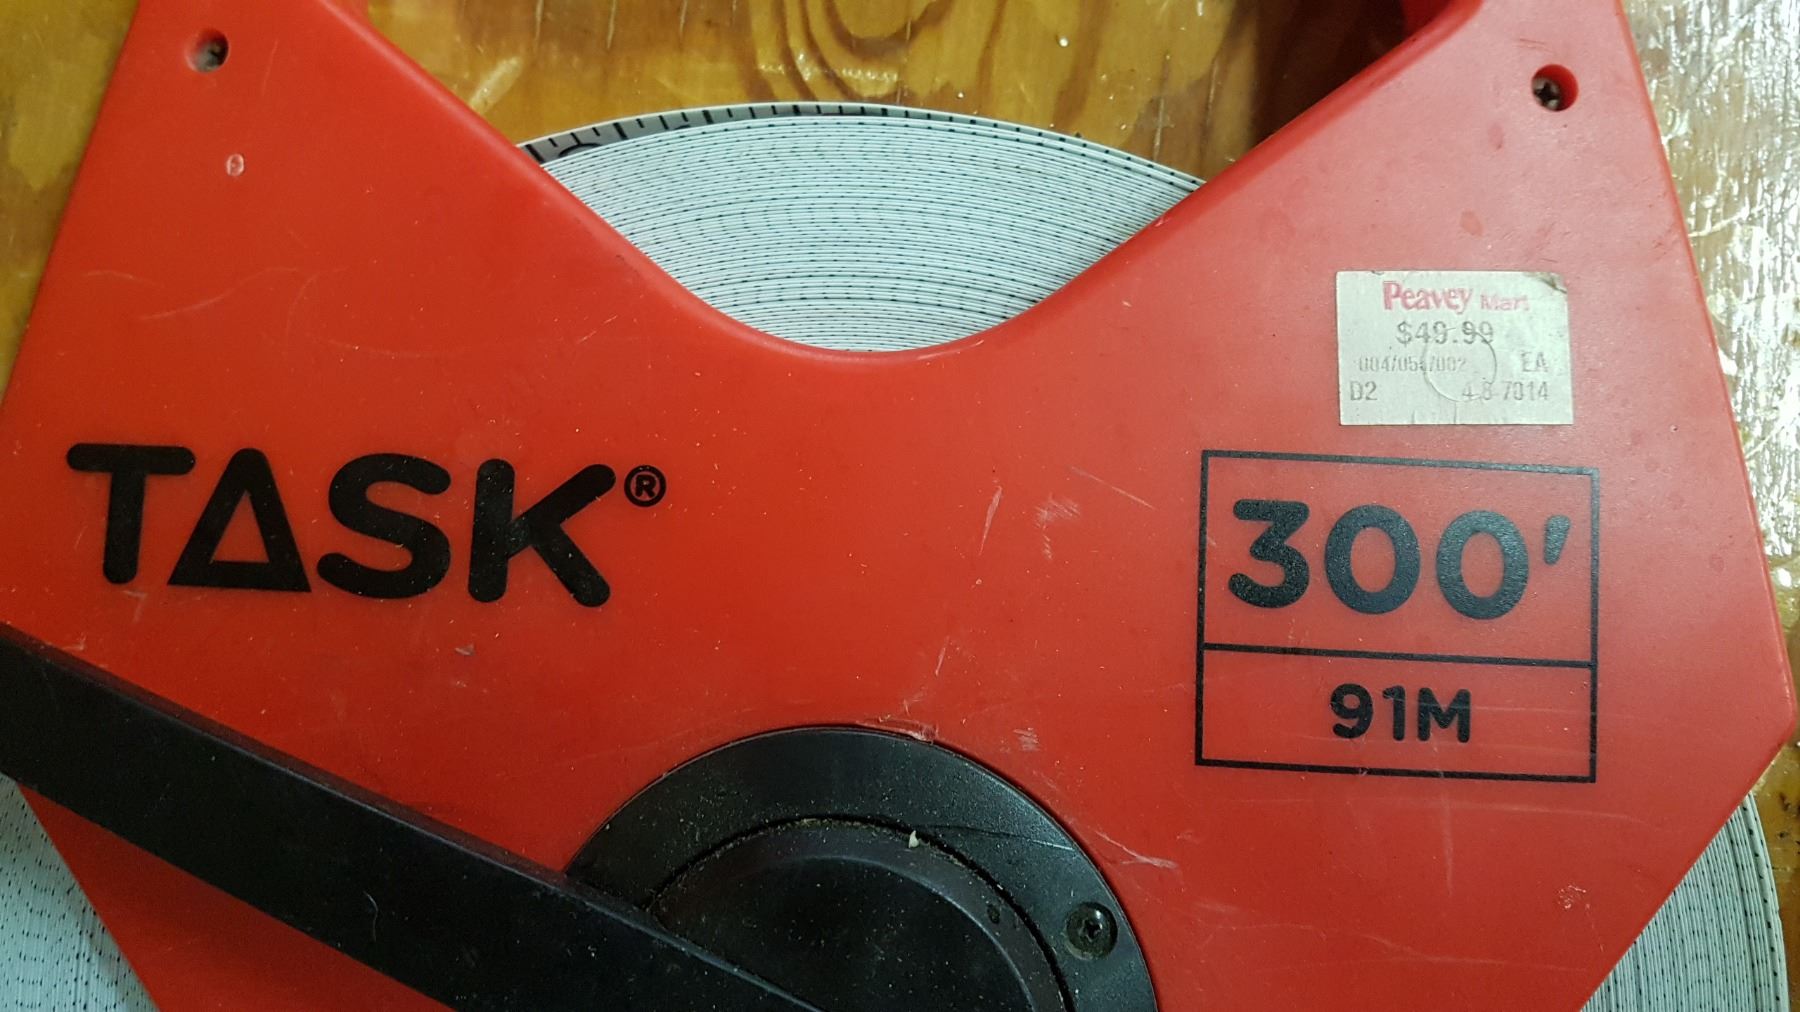 TASK®
Peavey Mart
$49.99
EA
D2
300'
91M